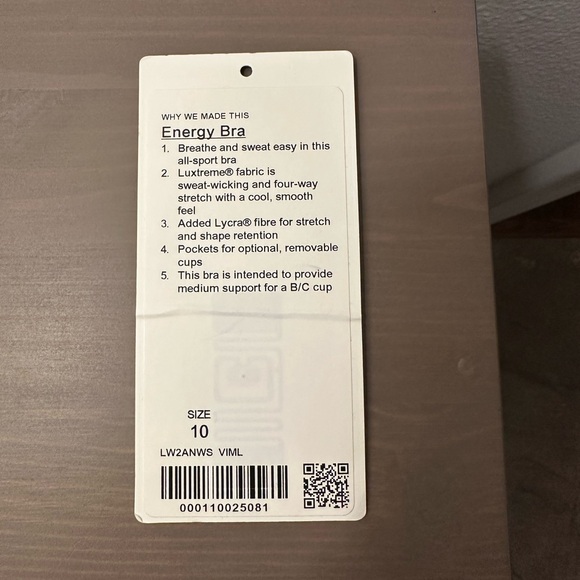 WHY WE MADE THIS
Energy Bra
1. Breathe and sweat easy in this
all-sport bra
2. Luxtreme® fabric is
sweat-wicking and four-way
stretch with a cool, smooth
feel
3. Added Lycra® fibre for stretch
and shape retention
4. Pockets for optional, removable
cups
5. This bra is intended to provide
medium support for a B/C cup
SIZE
10
LW2ANWS VIML
000110025081